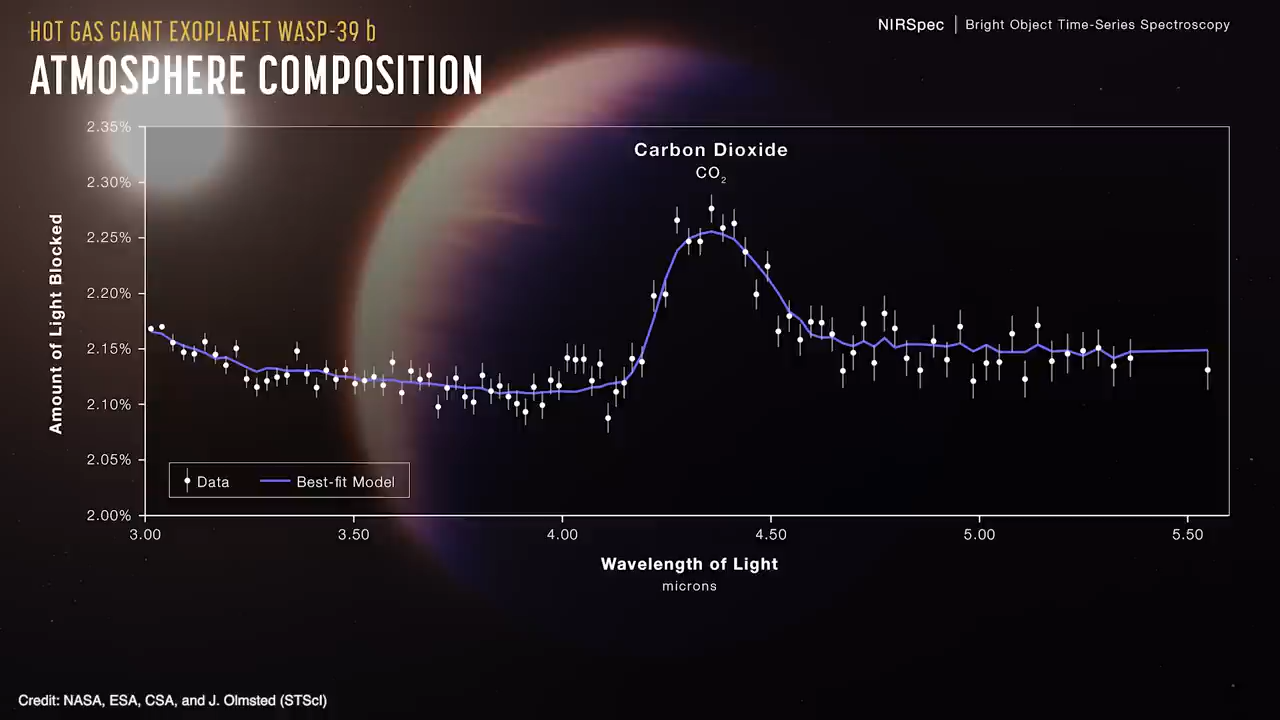 HOT GAS GIANT EXOPLANET WASP-39 b
ATMOSPHERE COMPOSITION
NIRSpec | Bright Object Time-Series Spectroscopy
Carbon Dioxide
CO₂
Amount of Light Blocked
2.35%
2.30%
2.25%
2.20%
2.15%
2.10%
2.05%
2.00%
Data
Best-fit Model
3.00 3.50 4.00 4.50 5.00 5.50
Wavelength of Light
microns
Credit: NASA, ESA, CSA, and J. Olmsted (STScI)